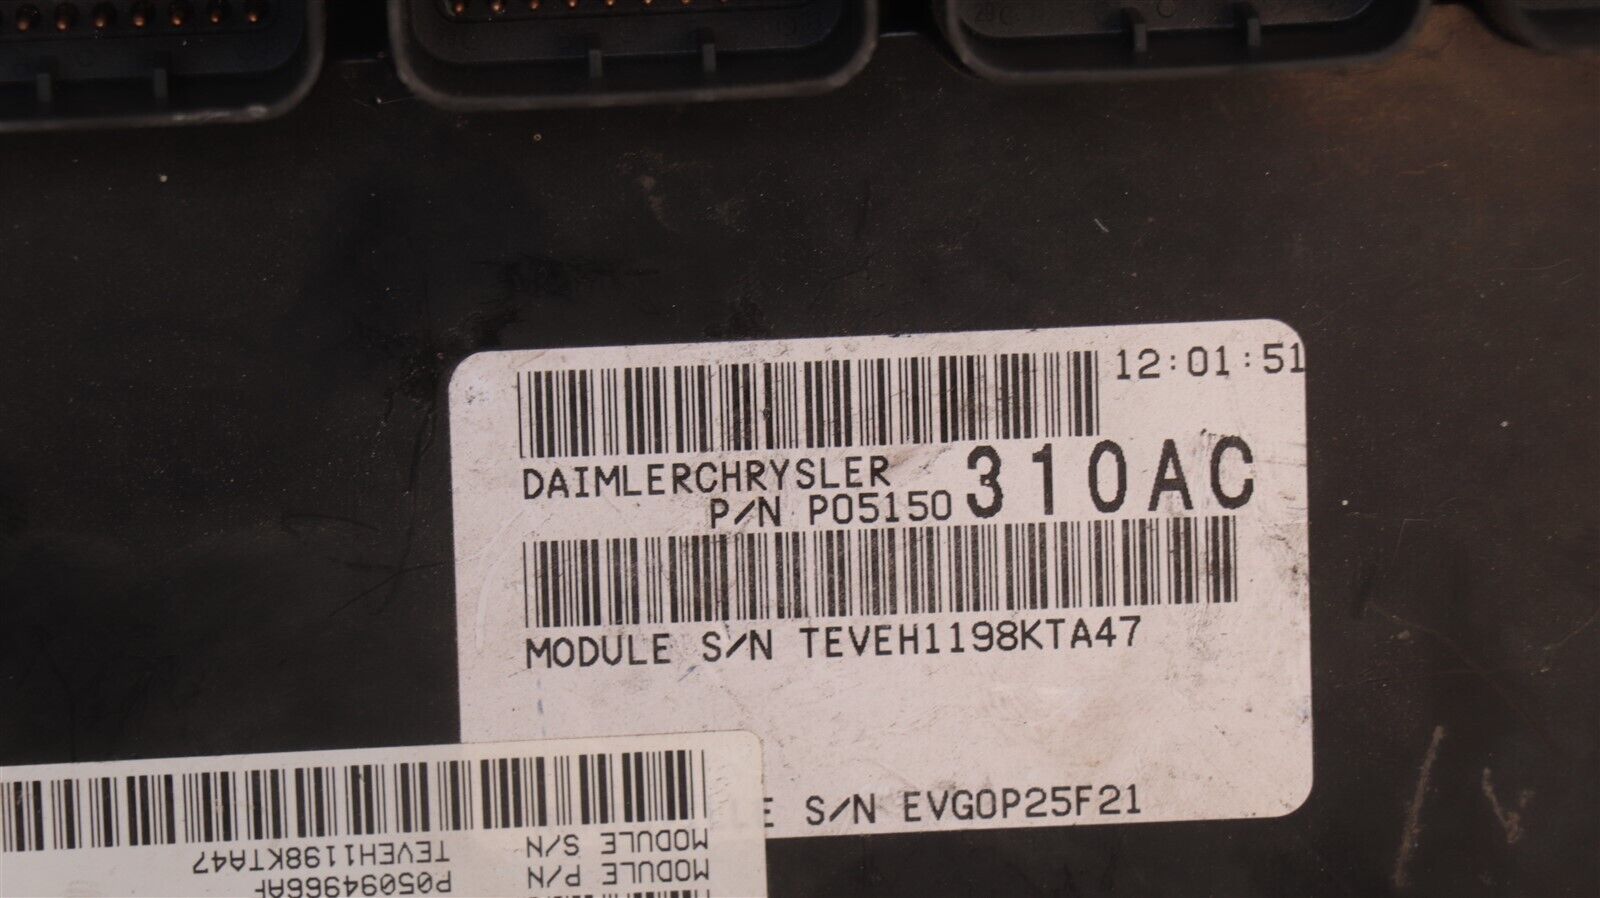 12:01:51
DAIMLERCHRYSLER
P/N P05150 310AC
MODULE S/N TEVEH1198KTA47
S/N EVG0P25F21
MODULE P/N P05094966AF
MODULE S/N TEVEH1198KTA47